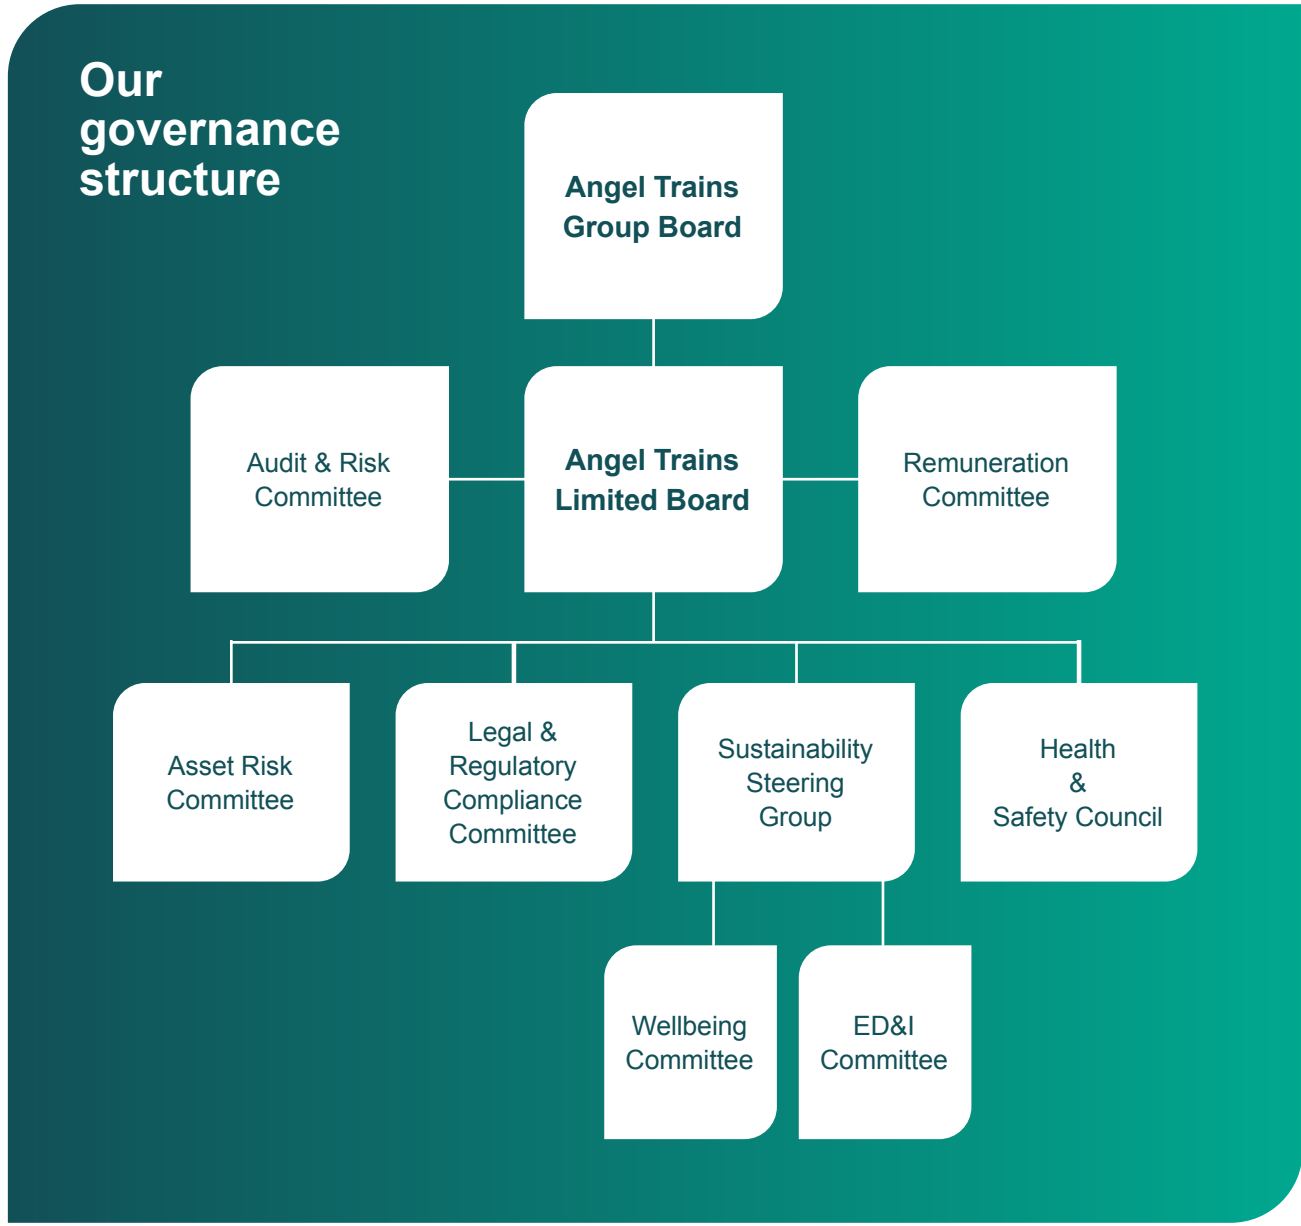 Our
governance
structure
Angel Trains
Group Board
Audit & Risk
Committee
Angel Trains
Limited Board
Remuneration
Committee
Asset Risk
Committee
Legal &
Regulatory
Compliance
Committee
Sustainability
Steering
Group
Health
&
Safety Council
Wellbeing
Committee
ED&I
Committee